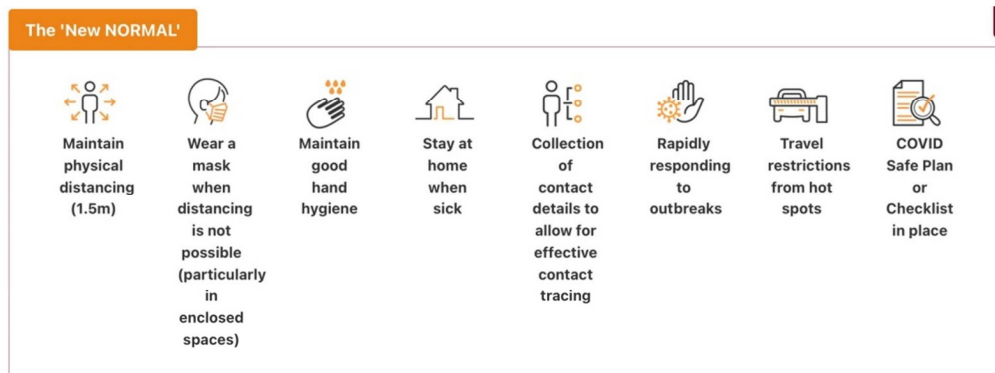 The 'New NORMAL'
Maintain
physical
distancing
(1.5m)
Wear a
mask
when
distancing
is not
possible
(particularly
in
enclosed
spaces)
Maintain
good
hand
hygiene
Stay at
home
when
sick
Collection
of
contact
details to
allow for
effective
contact
tracing
Rapidly
responding
to
outbreaks
Travel
restrictions
from hot
spots
COVID
Safe Plan
or
Checklist
in place